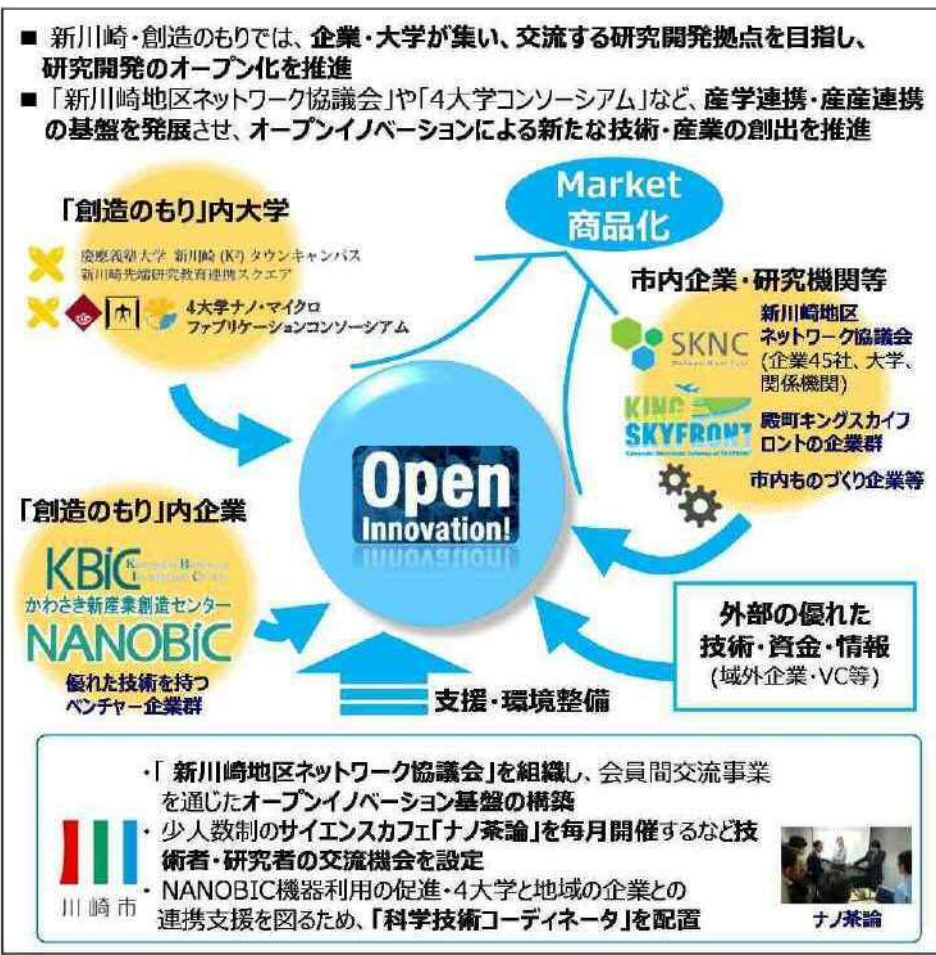 ■ 新川崎・創造のもりでは、企業・大学が集い、交流する研究開発拠点を目指し、
研究開発のオープン化を推進
■ 「新川崎地区ネットワーク協議会」や「4大学コンソーシアム」など、産学連携・産産連携
の基盤を発展させ、オープンイノベーションによる新たな技術・産業の創出を推進
Market
商品化
「創造のもり」内大学
慶應義塾大学 新川崎 (K²) タウンキャンパス
新川崎先端研究教育連携スクエア
4大学ナノ・マイクロ
ファブリケーションコンソーシアム
市内企業・研究機関等
SKNC
新川崎地区
ネットワーク協議会
(企業45社、大学、
関係機関)
KING
SKYFRONT
殿町キングスカイフ
ロントの企業群
市内ものづくり企業等
Open
Innovation!
「創造のもり」内企業
KBiC
かわさき新産業創造センター
NANOBiC
優れた技術を持つ
ベンチャー企業群
外部の優れた
技術・資金・情報
(域外企業・VC等)
支援・環境整備
・「 新川崎地区ネットワーク協議会」を組織し、会員間交流事業
を通じたオープンイノベーション基盤の構築
・ 少人数制のサイエンスカフェ「ナノ茶論」を毎月開催するなど技
術者・研究者の交流機会を設定
・ NANOBIC機器利用の促進・4大学と地域の企業との
連携支援を図るため、「科学技術コーディネータ」を配置
川崎市
ナノ茶論